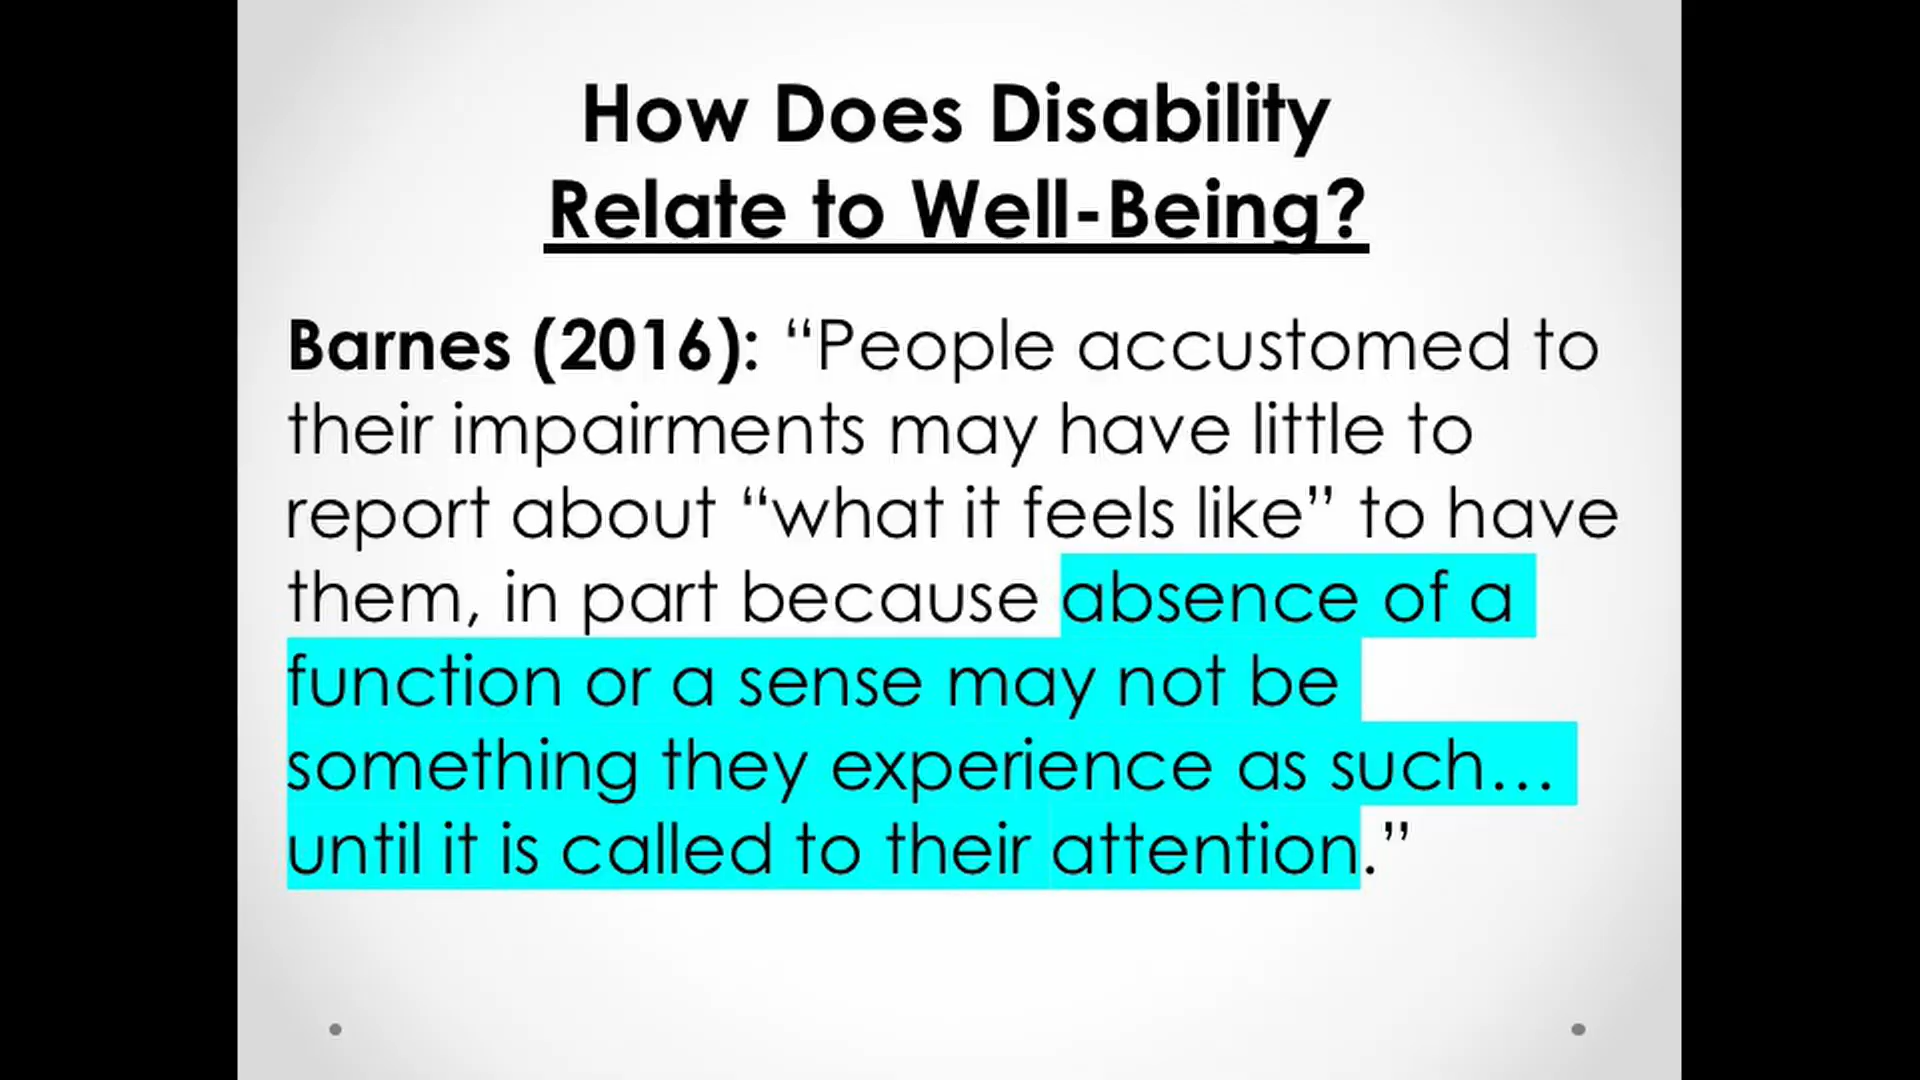 How Does Disability
Relate to Well-Being?
Barnes (2016): “People accustomed to
their impairments may have little to
report about “what it feels like” to have
them, in part because absence of a
function or a sense may not be
something they experience as such…
until it is called to their attention.”